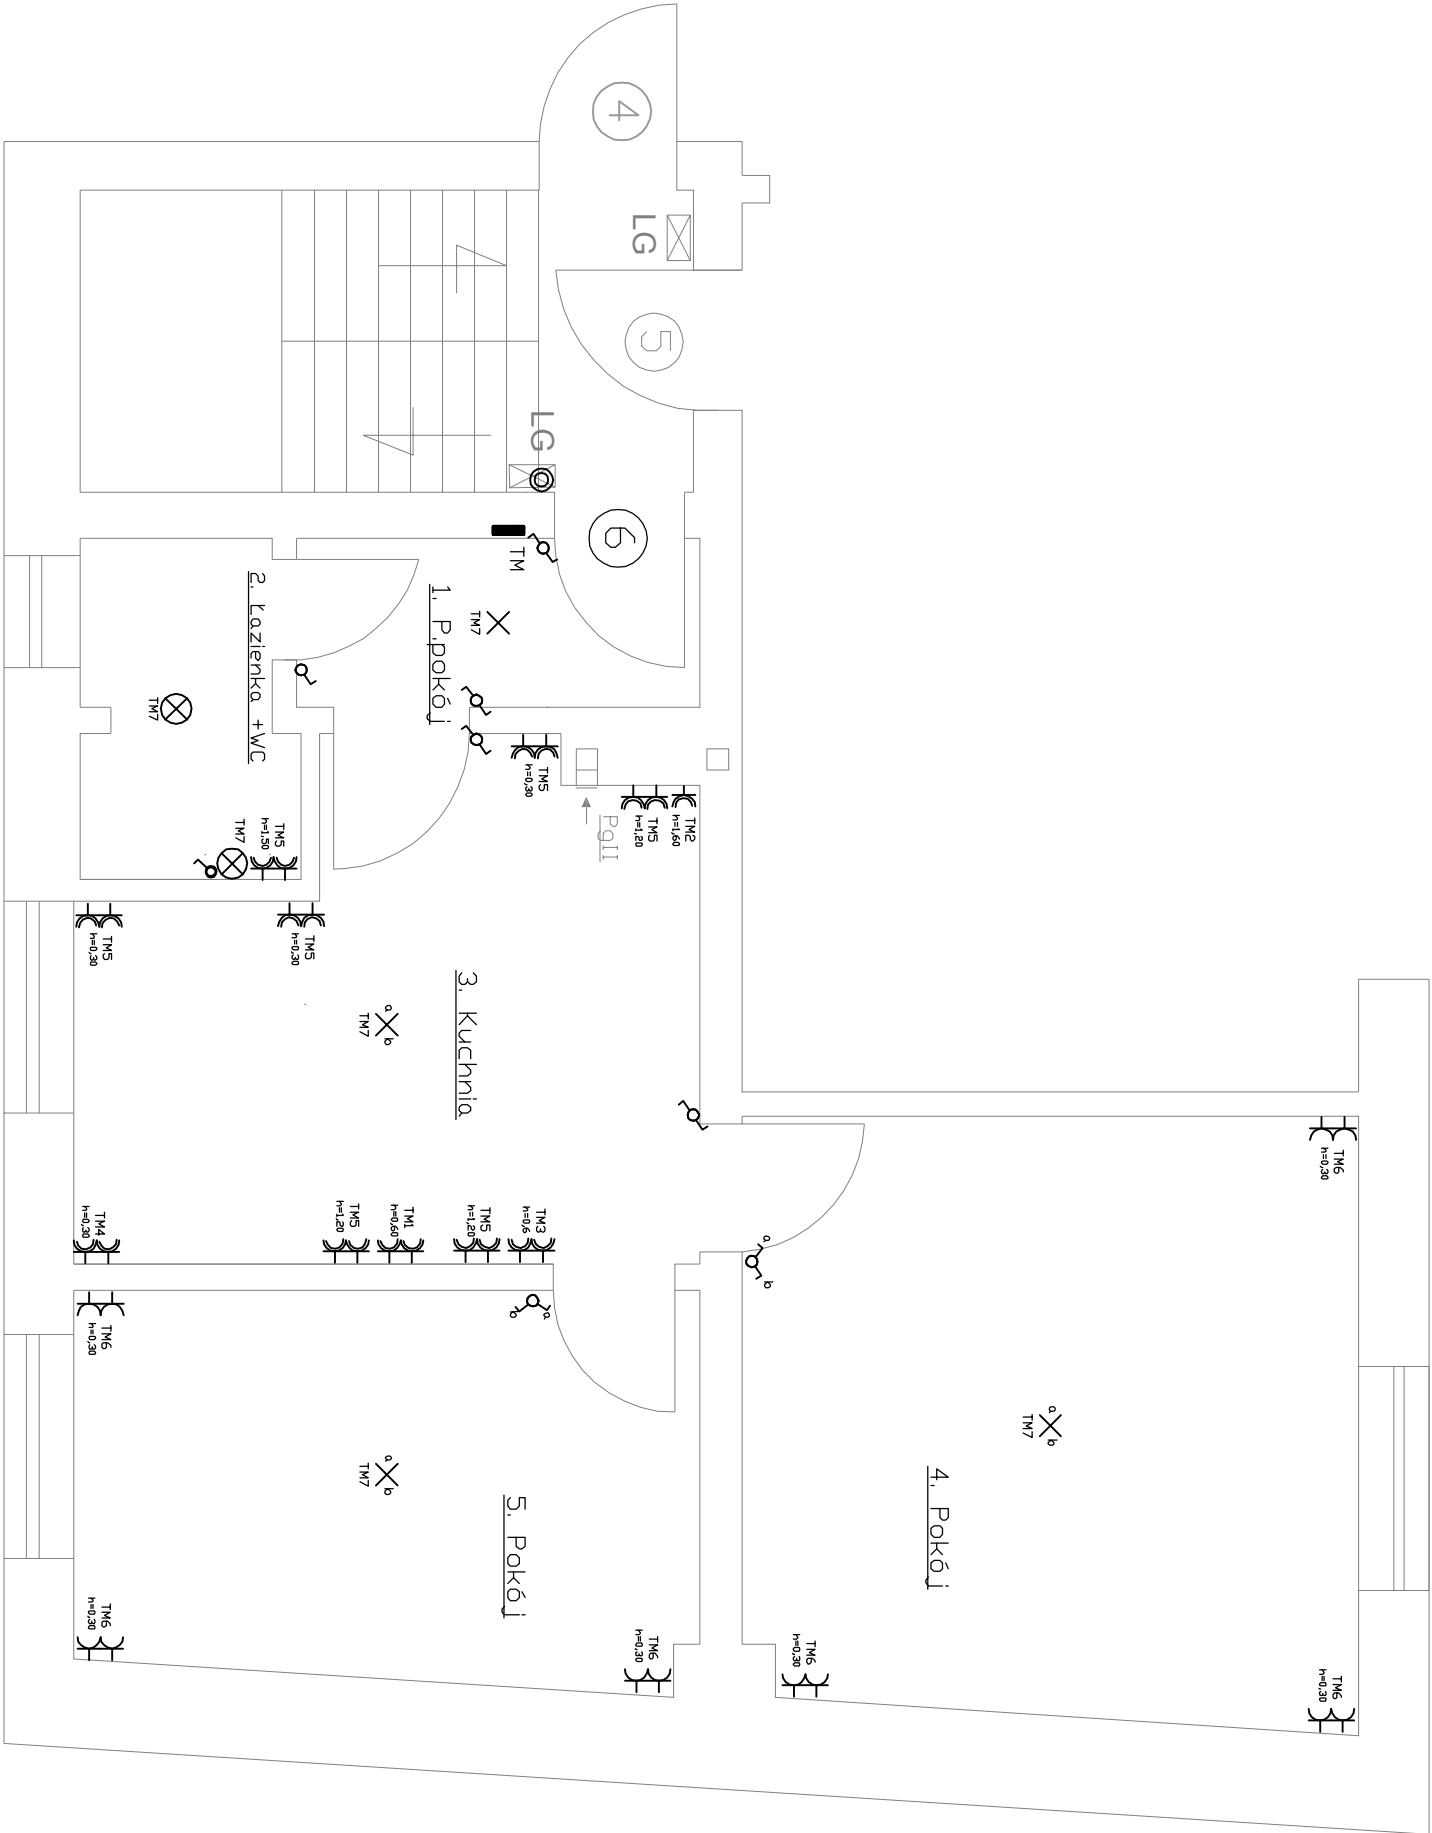 4
LG
5
LG
6
TM
1. P.pokój
TM7
2. Łazienka +WC
TM7
TM7
TM5
h=1,50
TM5
h=0,30
PgII
TM5
h=1,20
TM2
h=1,60
TM5
h=0,30
TM5
h=0,30
3. Kuchnia
a
b
TM7
TM4
h=0,30
TM5
h=1,20
TM1
h=0,60
TM5
h=1,20
TM3
h=0,6
TM6
h=0,30
a
b
a
b
TM7
4. Pokój
TM6
h=0,30
TM6
h=0,30
TM6
h=0,30
b
a
a
b
TM7
5. Pokój
TM6
h=0,30
TM6
h=0,30